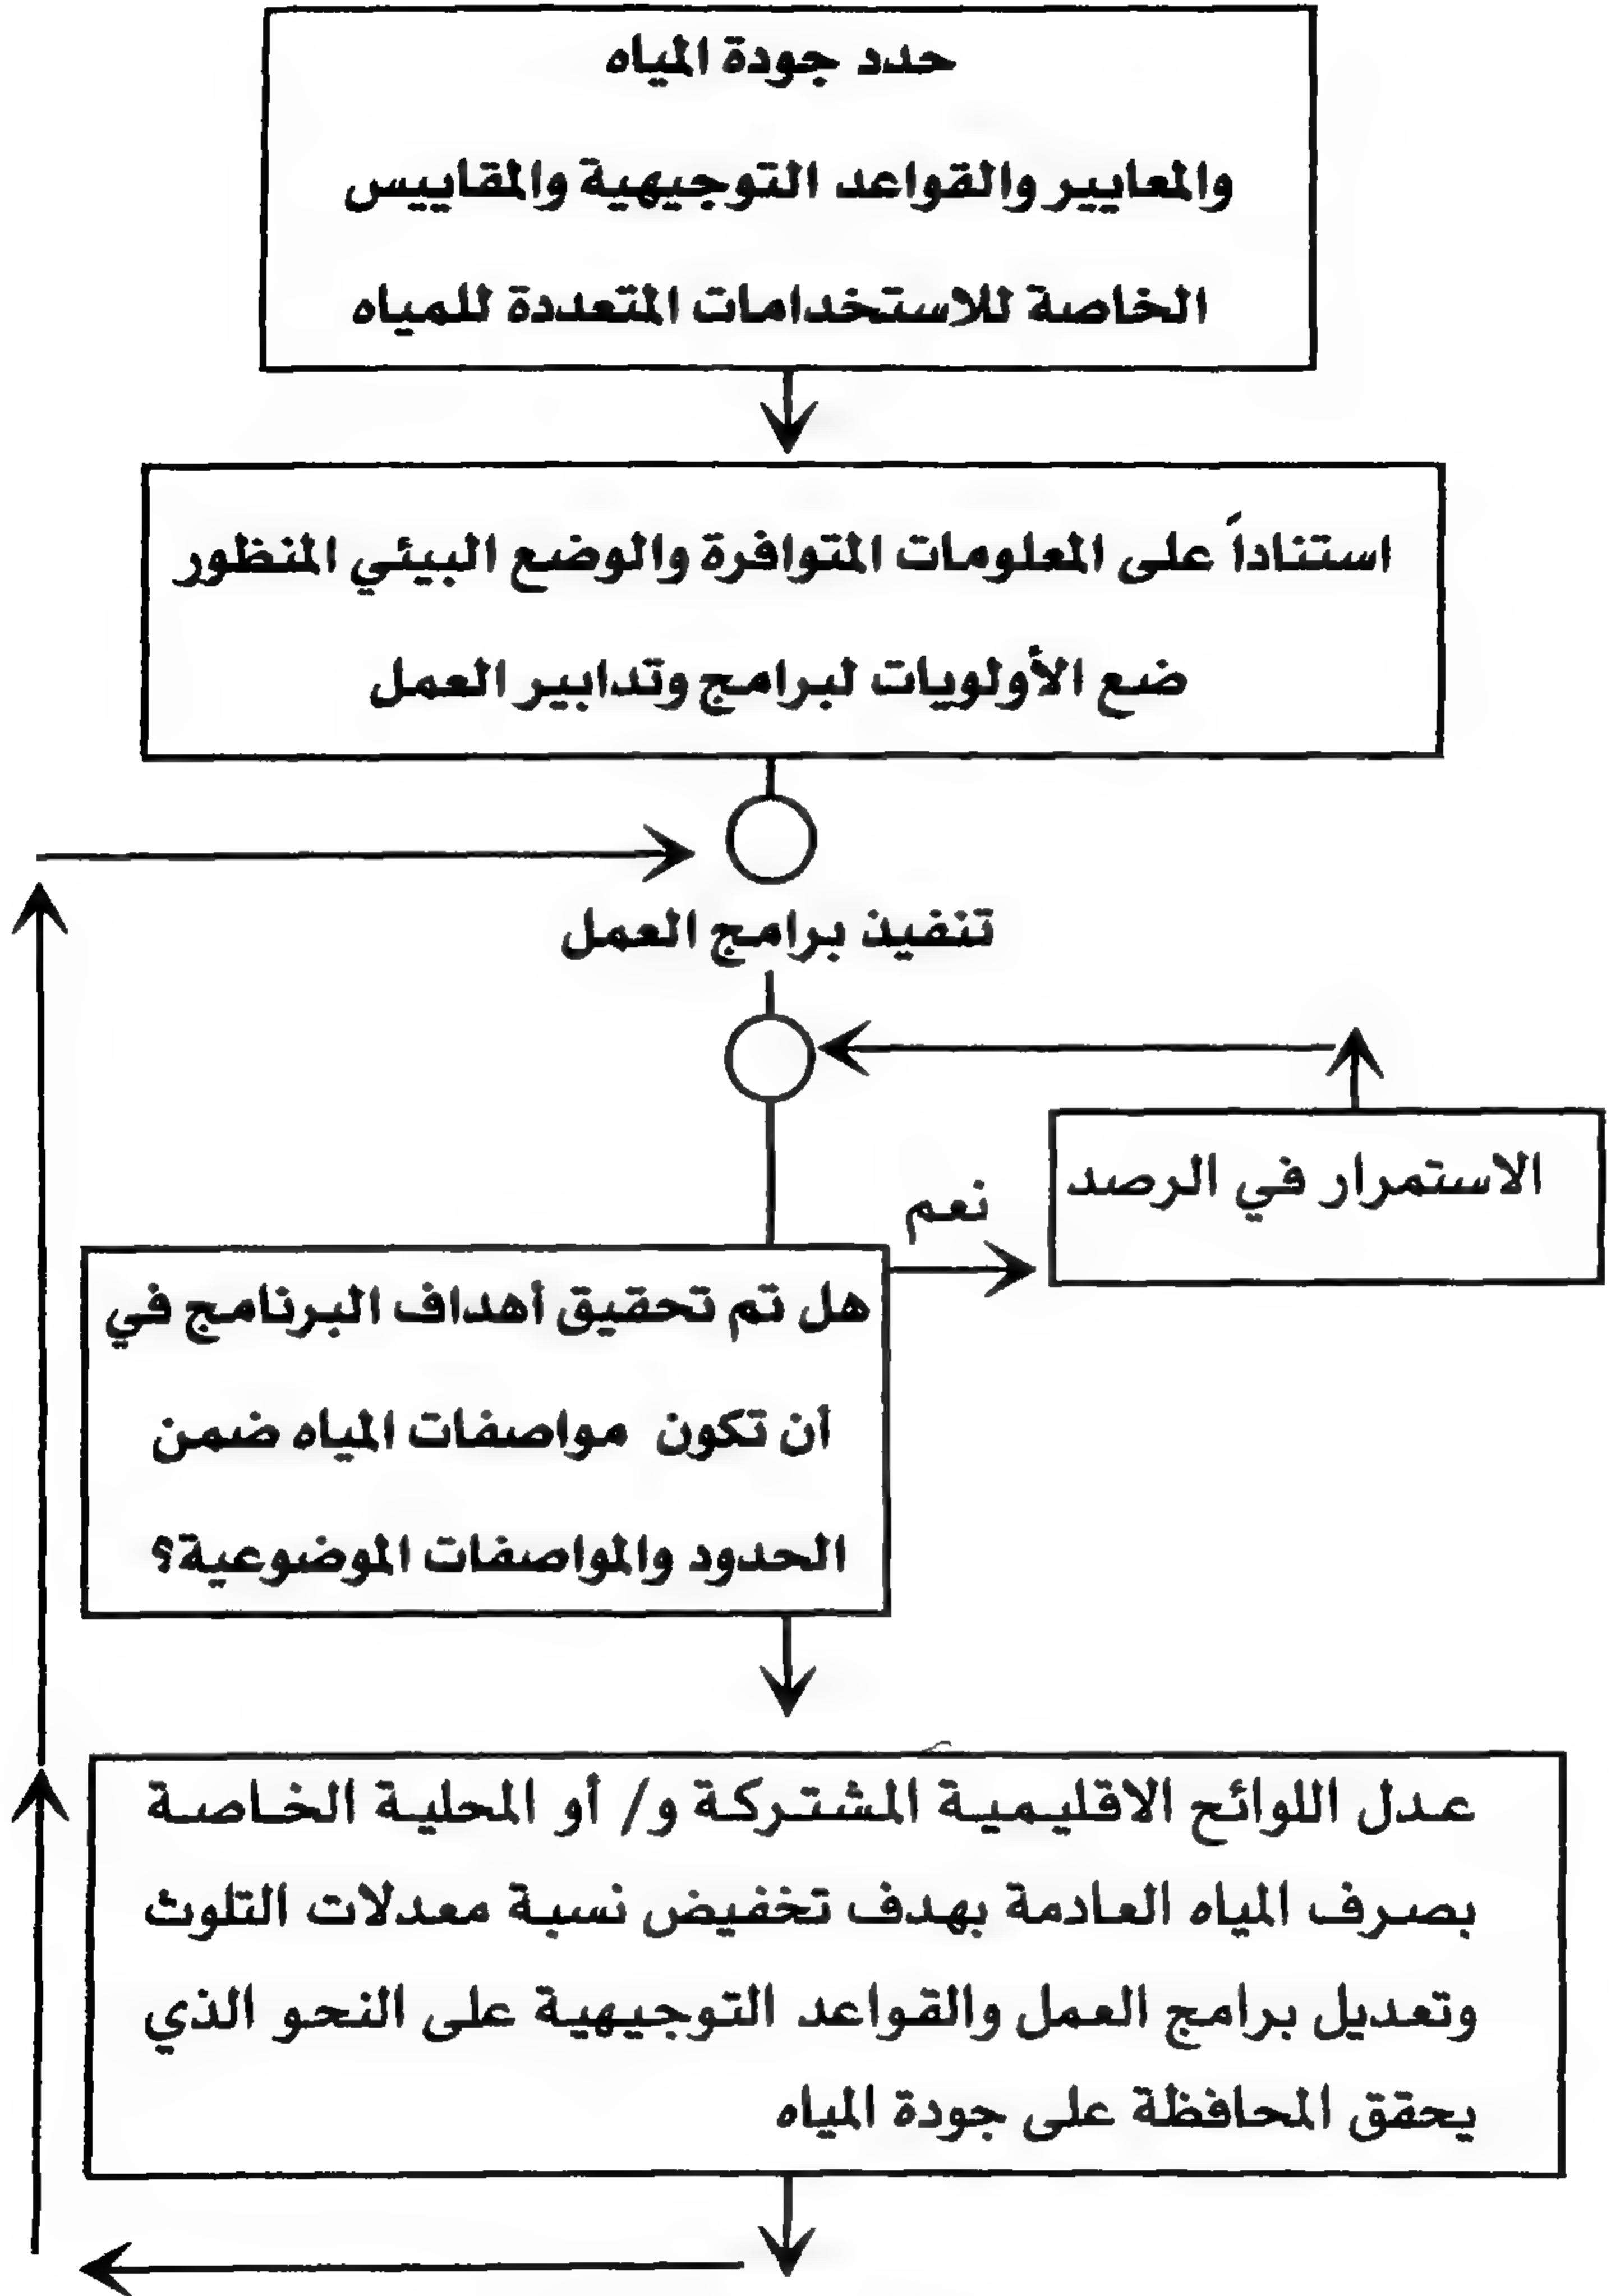 حدد جودة المياه
والمعايير والقواعد التوجيهية والمقاييس
الخاصة للاستخدامات المتعددة للمياه
استناداً على المعلومات المتوافرة والوضع البيئي المنظور
ضع الأولويات لبرامج وتدابير العمل
تنفيذ برامج العمل
الاستمرار في الرصد
نعم
هل تم تحقيق أهداف البرنامج في
أن تكون مواصفات المياه ضمن
الحدود والمواصفات الموضوعية؟
عدل اللوائح الاقليمية المشتركة و/ أو المحلية الخاصة
بصرف المياه العادمة بهدف تخفيض نسبة معدلات التلوث
وتعديل برامج العمل والقواعد التوجيهية على النحو الذي
يحقق المحافظة على جودة المياه